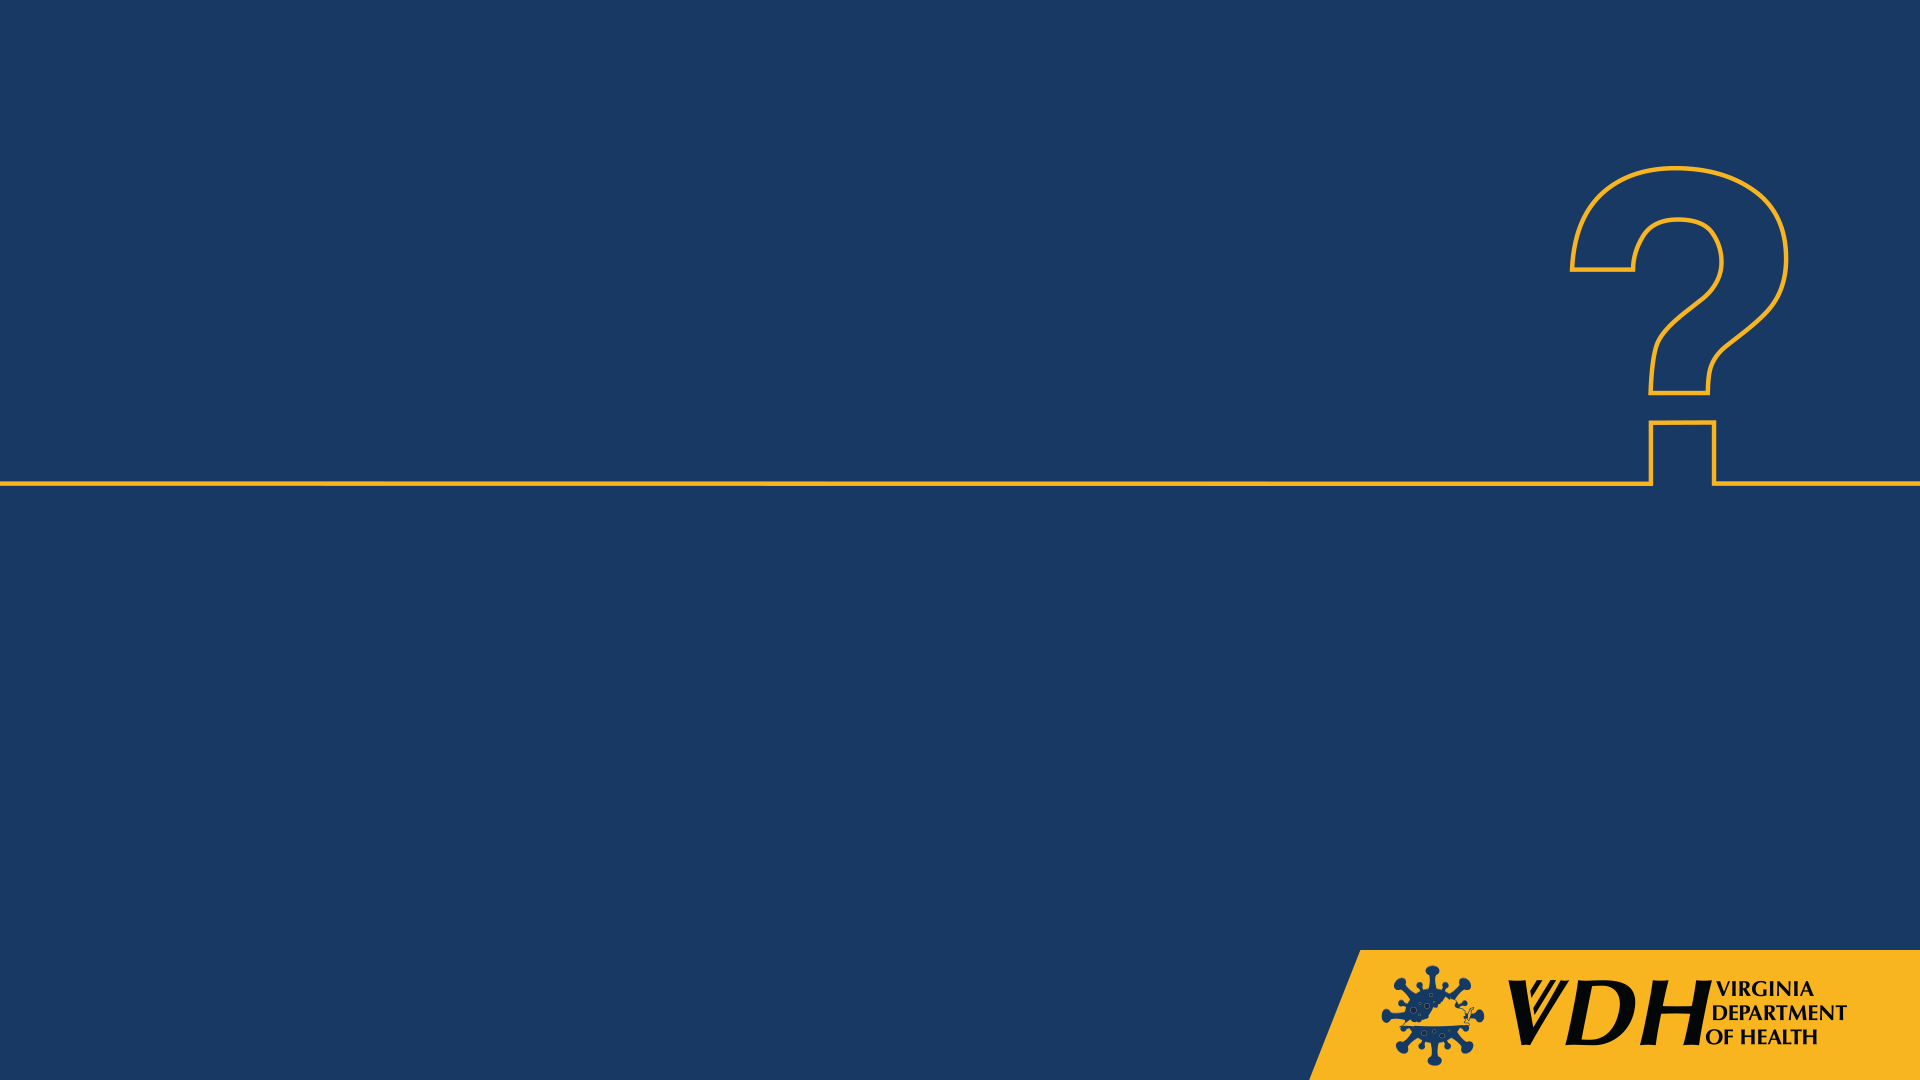 ?
VDH
VIRGINIA
DEPARTMENT
OF HEALTH